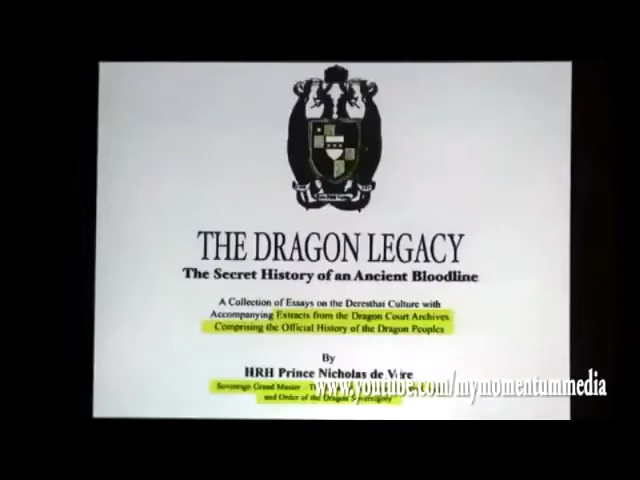 THE DRAGON LEGACY
The Secret History of an Ancient Bloodline
A Collection of Essays on the Deresthai Culture with
Accompanying Extracts from the Dragon Court Archives
Comprising the Official History of the Dragon Peoples
By
HRH Prince Nicholas de Vere
Sovereign Grand Master
www.youtube.com/mymomentummedia
and Order of the Dragon Sovereignty